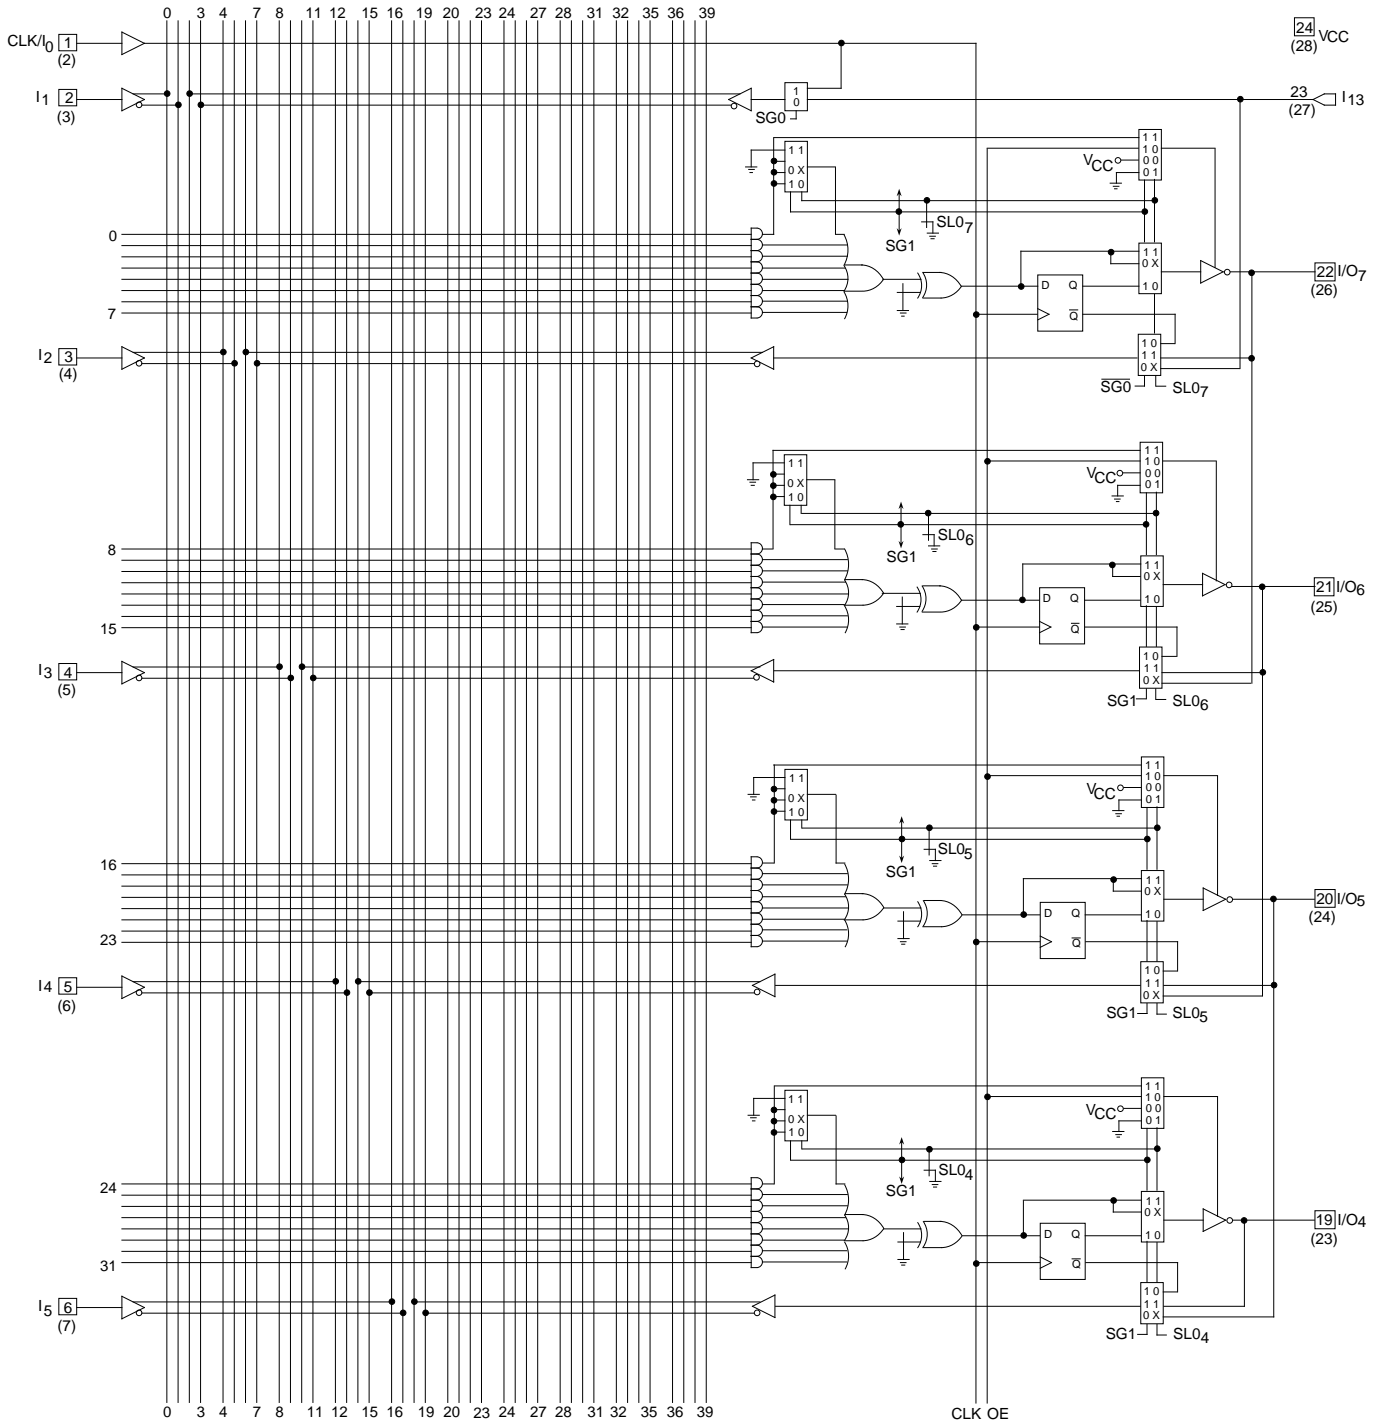 0 3 4 7 8 11 12 15 16 19 20 23 24 27 28 31 32 35 36 39
CLK/I0 1 (2)
24 VCC (28)
I1 2 (3)
1
0
SG0
23 (27) I13
11
0X
10
11
10
00
01
VCC
SL07
SG1
0
7
D Q
Q
11
0X
10
22 I/O7 (26)
I2 3 (4)
10
11
0X
SG0 SL07
11
0X
10
11
10
00
01
VCC
SL06
SG1
8
15
D Q
Q
11
0X
10
21 I/O6 (25)
I3 4 (5)
10
11
0X
SG1 SL06
11
0X
10
11
10
00
01
VCC
SL05
SG1
16
23
D Q
Q
11
0X
10
20 I/O5 (24)
I4 5 (6)
10
11
0X
SG1 SL05
11
0X
10
11
10
00
01
VCC
SL04
SG1
24
31
D Q
Q
11
0X
10
19 I/O4 (23)
I5 6 (7)
10
11
0X
SG1 SL04
0 3 4 7 8 11 12 15 16 19 20 23 24 27 28 31 32 35 36 39 CLK OE